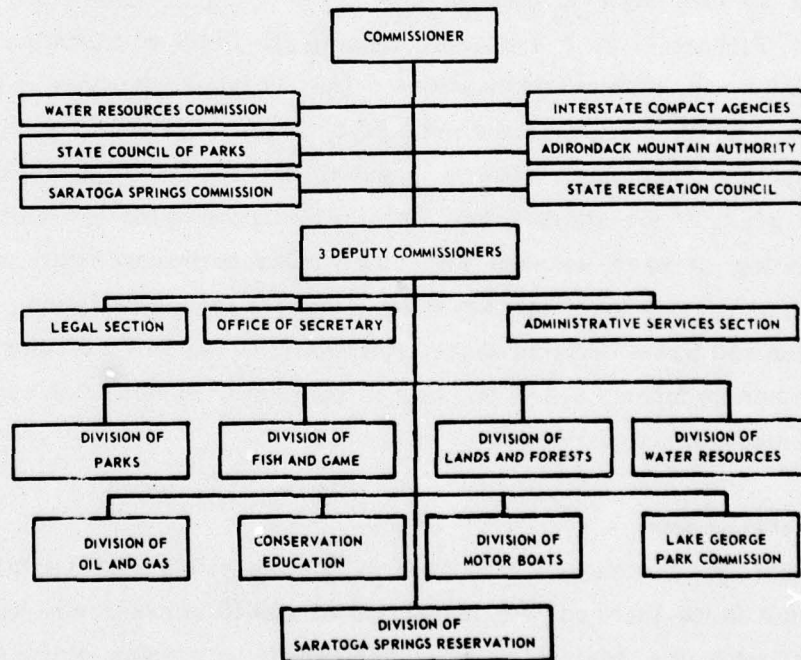 COMMISSIONER
WATER RESOURCES COMMISSION
INTERSTATE COMPACT AGENCIES
STATE COUNCIL OF PARKS
ADIRONDACK MOUNTAIN AUTHORITY
SARATOGA SPRINGS COMMISSION
STATE RECREATION COUNCIL
3 DEPUTY COMMISSIONERS
LEGAL SECTION
OFFICE OF SECRETARY
ADMINISTRATIVE SERVICES SECTION
DIVISION OF
PARKS
DIVISION OF
FISH AND GAME
DIVISION OF
LANDS AND FORESTS
DIVISION OF
WATER RESOURCES
DIVISION OF
OIL AND GAS
CONSERVATION
EDUCATION
DIVISION OF
MOTOR BOATS
LAKE GEORGE
PARK COMMISSION
DIVISION OF
SARATOGA SPRINGS RESERVATION